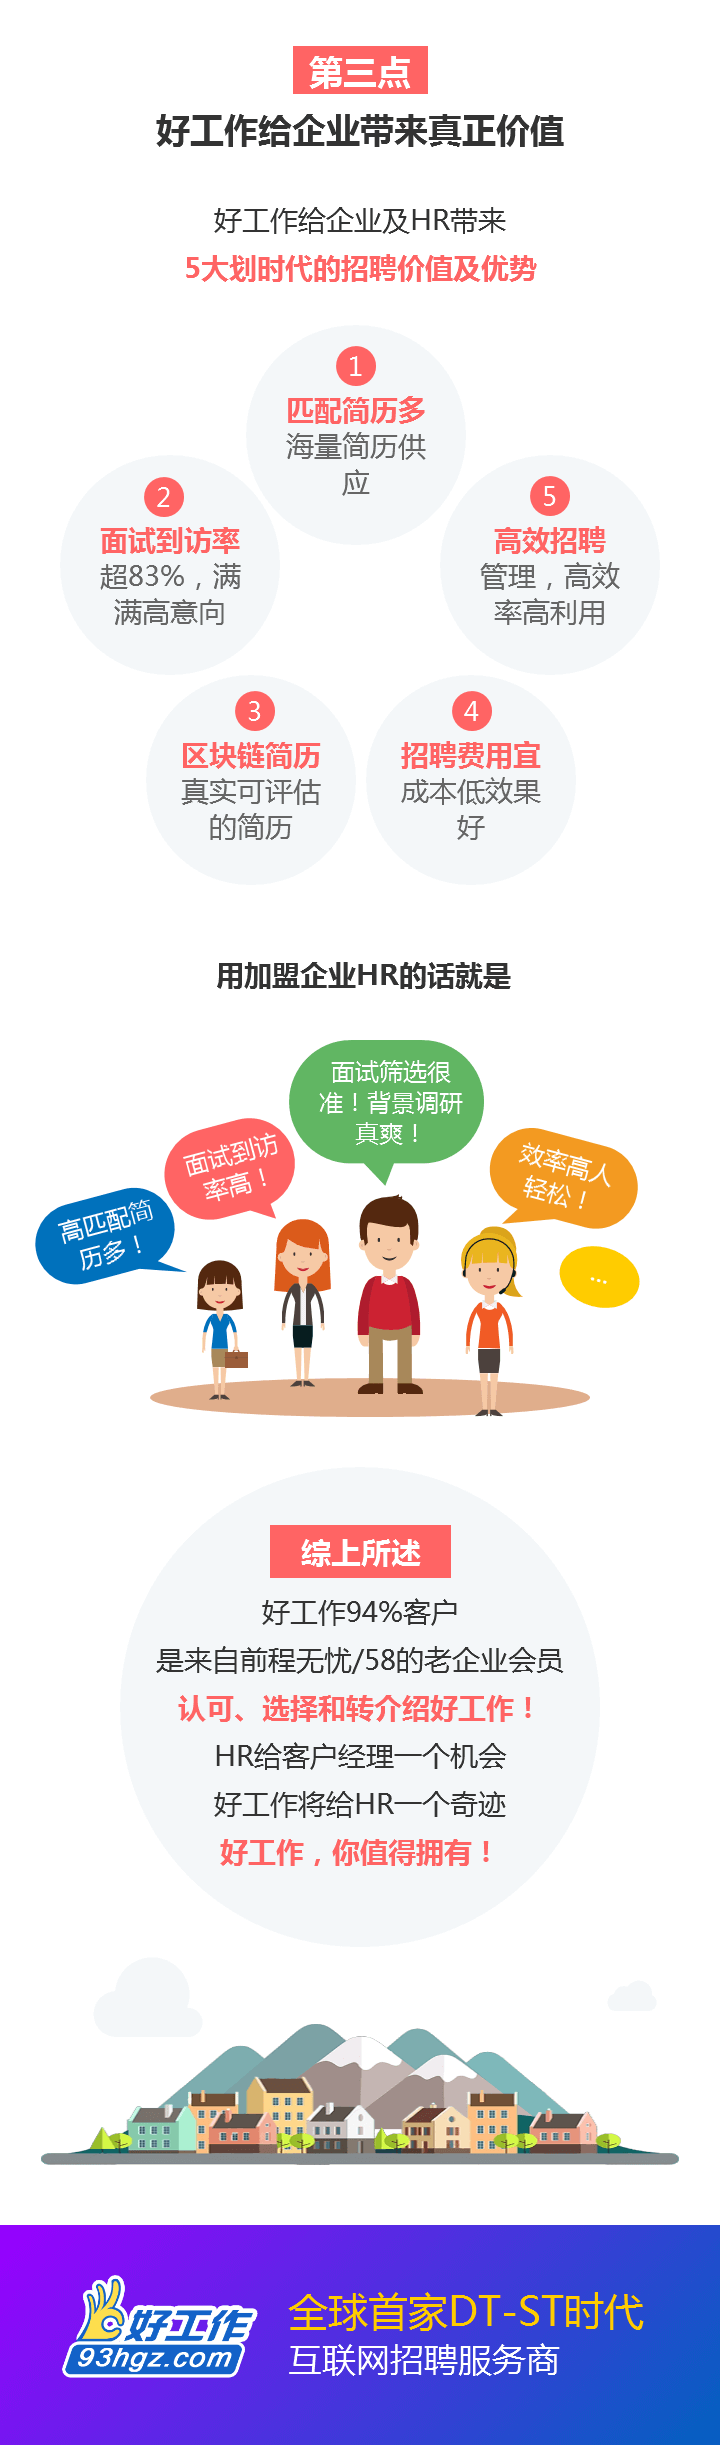 第三点
好工作给企业带来真正价值
好工作给企业及HR带来
5大划时代的招聘价值及优势
1
匹配简历多
海量简历供
应
2
面试到访率
超83%，满
满高意向
3
区块链简历
真实可评估
的简历
4
招聘费用宜
成本低效果
好
5
高效招聘
管理，高效
率高利用
用加盟企业HR的话就是
高匹配简
历多！
面试到访
率高！
面试筛选很
准！背景调研
真爽！
效率高人
轻松！
...
综上所述
好工作94%客户
是来自前程无忧/58的老企业会员
认可、选择和转介绍好工作！
HR给客户经理一个机会
好工作将给HR一个奇迹
好工作，你值得拥有！
好工作
93hgz.com
全球首家DT-ST时代
互联网招聘服务商